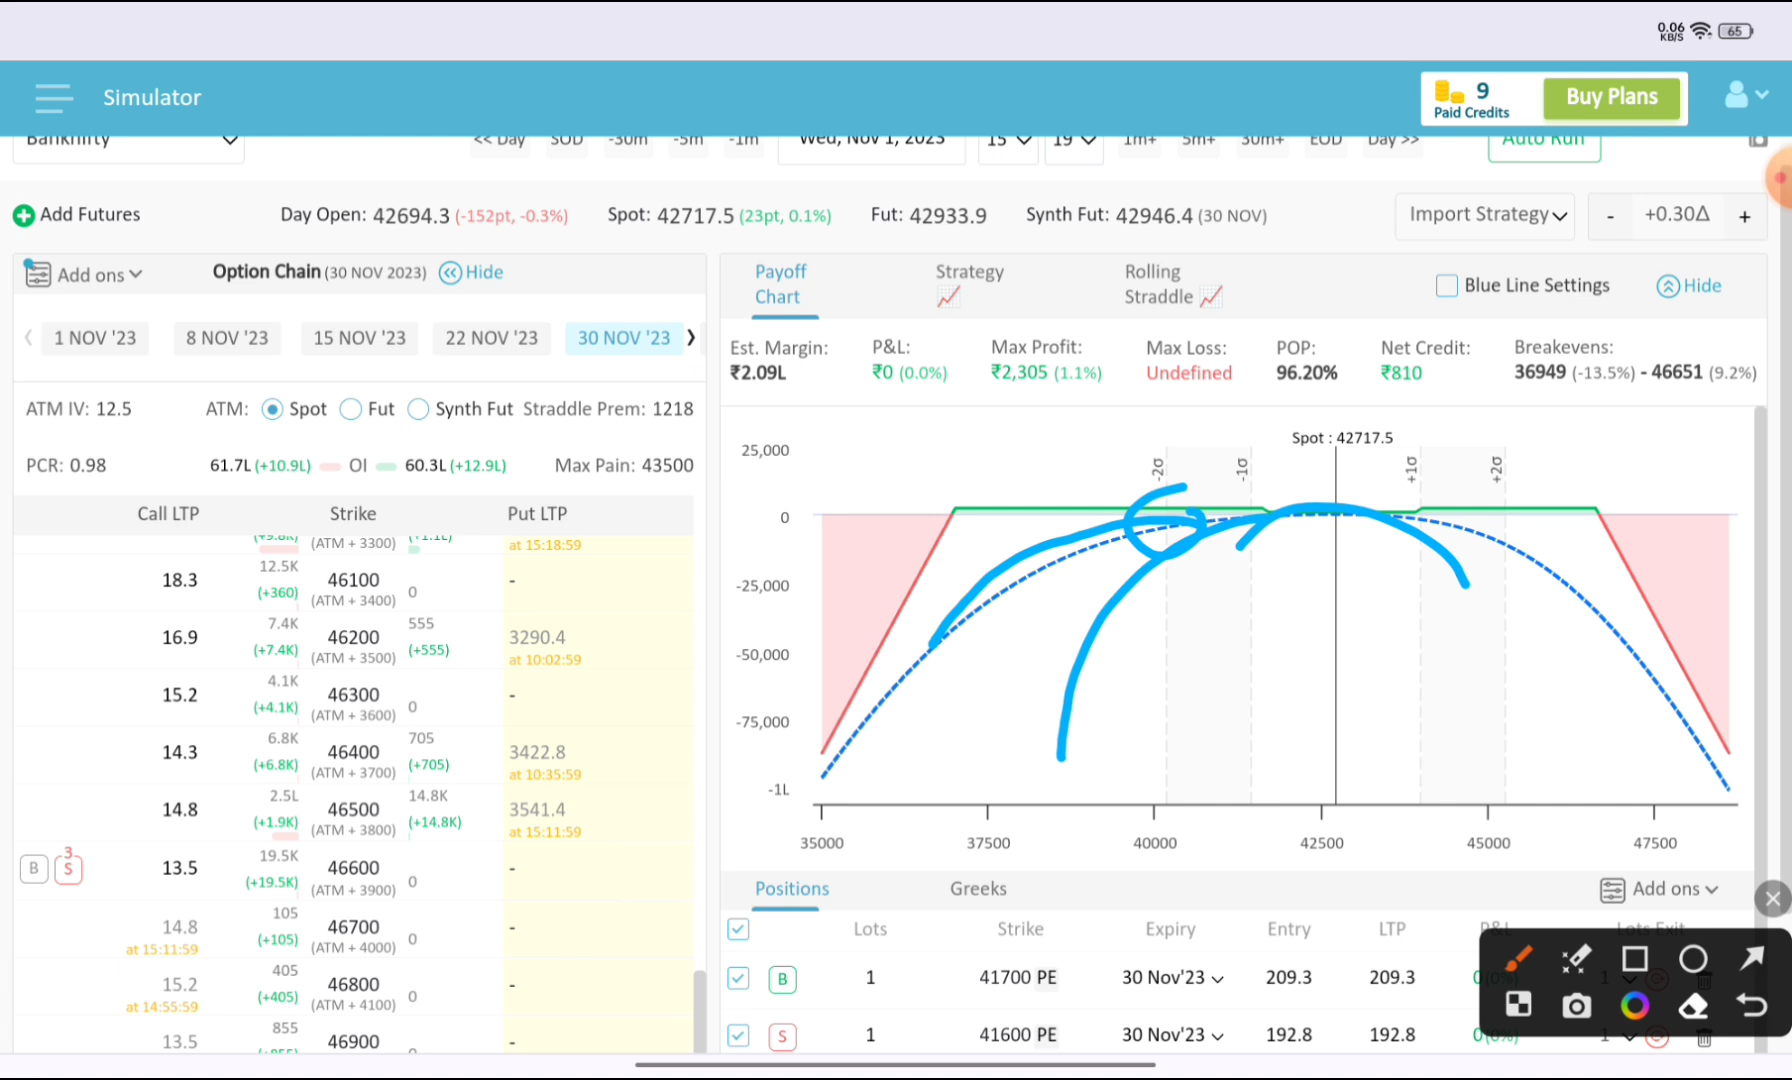 0.06
KB/S
65
Simulator
9
Paid Credits
Buy Plans
Banknifty
<< Day SOD -30m -5m -1m Wed, Nov 1, 2023 15 19 1m+ 5m+ 30m+ EOD Day >> Auto Run
Add Futures Day Open: 42694.3 (-152pt, -0.3%) Spot: 42717.5 (23pt, 0.1%) Fut: 42933.9 Synth Fut: 42946.4 (30 NOV) Import Strategy - +0.30Δ +
Add ons Option Chain (30 NOV 2023) Hide
1 NOV '23 8 NOV '23 15 NOV '23 22 NOV '23 30 NOV '23
ATM IV: 12.5 ATM: Spot Fut Synth Fut Straddle Prem: 1218
PCR: 0.98 61.7L (+10.9L) OI 60.3L (+12.9L) Max Pain: 43500
Call LTP Strike Put LTP
(+9.8K) (ATM + 3300) (+1.1L) at 15:18:59
18.3 12.5K (+360) 46100 (ATM + 3400) 0 -
16.9 7.4K (+7.4K) 46200 (ATM + 3500) 555 (+555) 3290.4 at 10:02:59
15.2 4.1K (+4.1K) 46300 (ATM + 3600) 0 -
14.3 6.8K (+6.8K) 46400 (ATM + 3700) 705 (+705) 3422.8 at 10:35:59
14.8 2.5L (+1.9K) 46500 (ATM + 3800) 14.8K (+14.8K) 3541.4 at 15:11:59
B 3 S 13.5 19.5K (+19.5K) 46600 (ATM + 3900) 0 -
14.8 at 15:11:59 105 (+105) 46700 (ATM + 4000) 0 -
15.2 at 14:55:59 405 (+405) 46800 (ATM + 4100) 0 -
13.5 855 (+855) 46900 0 -
Payoff Chart Strategy Rolling Straddle Blue Line Settings Hide
Est. Margin: P&L: Max Profit: Max Loss: POP: Net Credit: Breakevens:
₹2.09L ₹0 (0.0%) ₹2,305 (1.1%) Undefined 96.20% ₹810 36949 (-13.5%) - 46651 (9.2%)
Spot : 42717.5
-2σ -1σ +1σ +2σ
25,000
0
-25,000
-50,000
-75,000
-1L
35000 37500 40000 42500 45000 47500
Positions Greeks Add ons
Lots Strike Expiry Entry LTP P&L Lots Exit
B 1 41700 PE 30 Nov'23 209.3 209.3 0 (0%) 1
S 1 41600 PE 30 Nov'23 192.8 192.8 0 (0%) 1